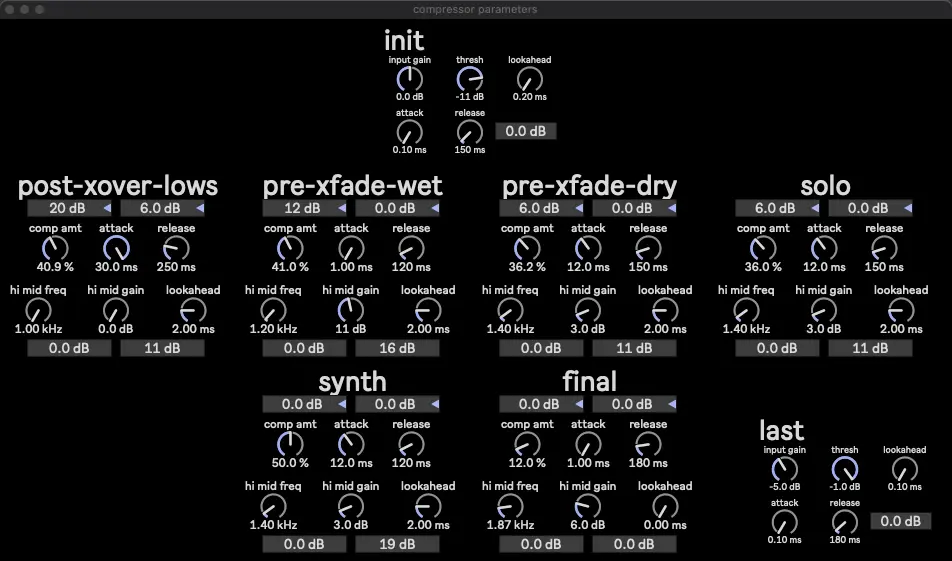 compressor parameters
init
input gain thresh lookahead
0.0 dB -11 dB 0.20 ms
attack release
0.0 dB
0.10 ms 150 ms
post-xover-lows pre-xfade-wet pre-xfade-dry solo
20 dB 6.0 dB 12 dB 0.0 dB 6.0 dB 0.0 dB 6.0 dB 0.0 dB
comp amt attack release comp amt attack release comp amt attack release comp amt attack release
40.9 % 30.0 ms 250 ms 41.0 % 1.00 ms 120 ms 36.2 % 12.0 ms 150 ms 36.0 % 12.0 ms 150 ms
hi mid freq hi mid gain lookahead hi mid freq hi mid gain lookahead hi mid freq hi mid gain lookahead hi mid freq hi mid gain lookahead
1.00 kHz 0.0 dB 2.00 ms 1.20 kHz 11 dB 2.00 ms 1.40 kHz 3.0 dB 2.00 ms 1.40 kHz 3.0 dB 2.00 ms
0.0 dB 11 dB 0.0 dB 16 dB 0.0 dB 11 dB 0.0 dB 11 dB
synth final
0.0 dB 0.0 dB 0.0 dB 0.0 dB
comp amt attack release comp amt attack release
last
input gain thresh lookahead
50.0 % 12.0 ms 120 ms 12.0 % 1.00 ms 180 ms
hi mid freq hi mid gain lookahead hi mid freq hi mid gain lookahead
-5.0 dB -1.0 dB 0.10 ms
attack release
1.40 kHz 3.0 dB 2.00 ms 1.87 kHz 6.0 dB 0.00 ms
0.0 dB
0.10 ms 180 ms
0.0 dB 19 dB 0.0 dB 0.0 dB